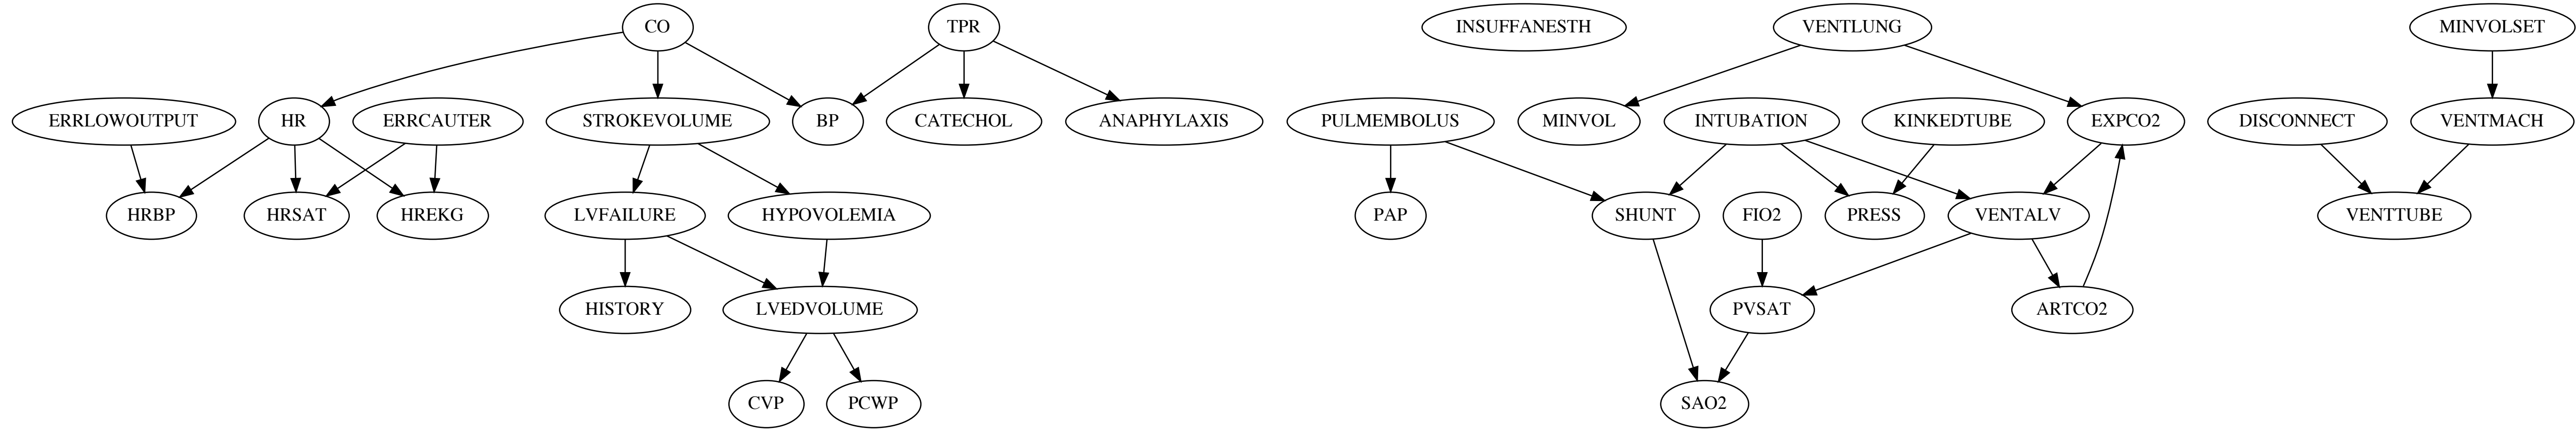 CO
TPR
INSUFFANESTH
VENTLUNG
MINVOLSET
ERRLOWOUTPUT
HR
ERRCAUTER
STROKEVOLUME
BP
CATECHOL
ANAPHYLAXIS
PULMEMBOLUS
MINVOL
INTUBATION
KINKEDTUBE
EXPCO2
DISCONNECT
VENTMACH
HRBP
HRSAT
HREKG
LVFAILURE
HYPOVOLEMIA
PAP
SHUNT
FIO2
PRESS
VENTALV
VENTTUBE
HISTORY
LVEDVOLUME
PVSAT
ARTCO2
CVP
PCWP
SAO2